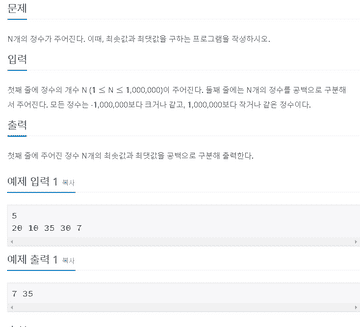 문제
N개의 정수가 주어진다. 이때, 최솟값과 최댓값을 구하는 프로그램을 작성하시오.
입력
첫째 줄에 정수의 개수 N (1 ≤ N ≤ 1,000,000)이 주어진다. 둘째 줄에는 N개의 정수를 공백으로 구분해
서 주어진다. 모든 정수는 -1,000,000보다 크거나 같고, 1,000,000보다 작거나 같은 정수이다.
출력
첫째 줄에 주어진 정수 N개의 최솟값과 최댓값을 공백으로 구분해 출력한다.
예제 입력 1 복사
5
20 10 35 30 7
예제 출력 1 복사
7 35